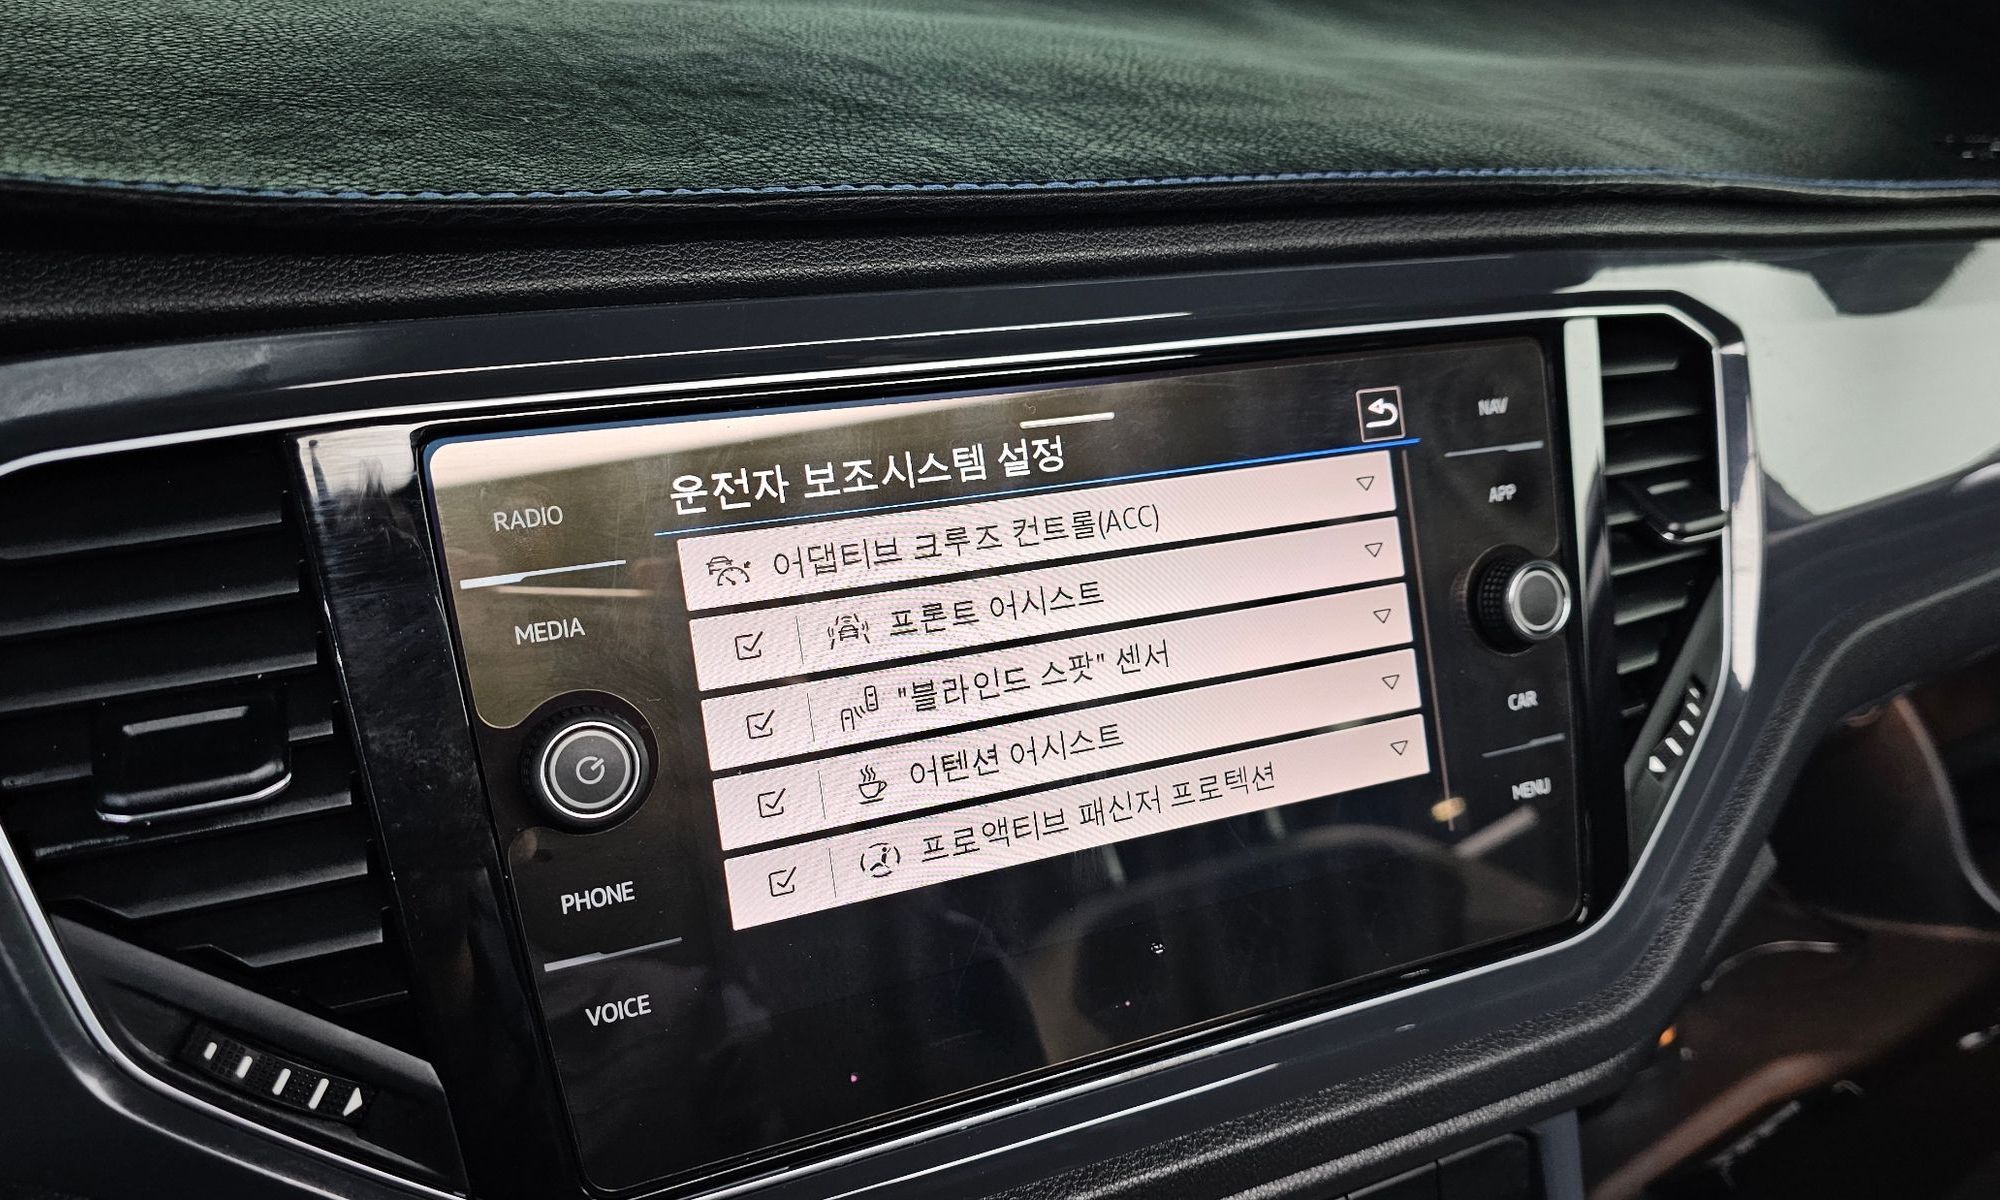 운전자 보조시스템 설정
어댑티브 크루즈 컨트롤(ACC)
프론트 어시스트
"블라인드 스팟" 센서
어텐션 어시스트
프로액티브 패신저 프로텍션
RADIO
MEDIA
PHONE
VOICE
NAV
APP
CAR
MENU